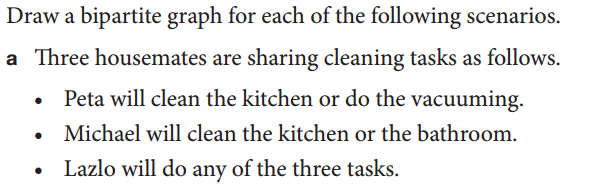 Draw a bipartite graph for each of the following scenarios.
a Three housemates are sharing cleaning tasks as follows.
• Peta will clean the kitchen or do the vacuuming.
• Michael will clean the kitchen or the bathroom.
• Lazlo will do any of the three tasks.